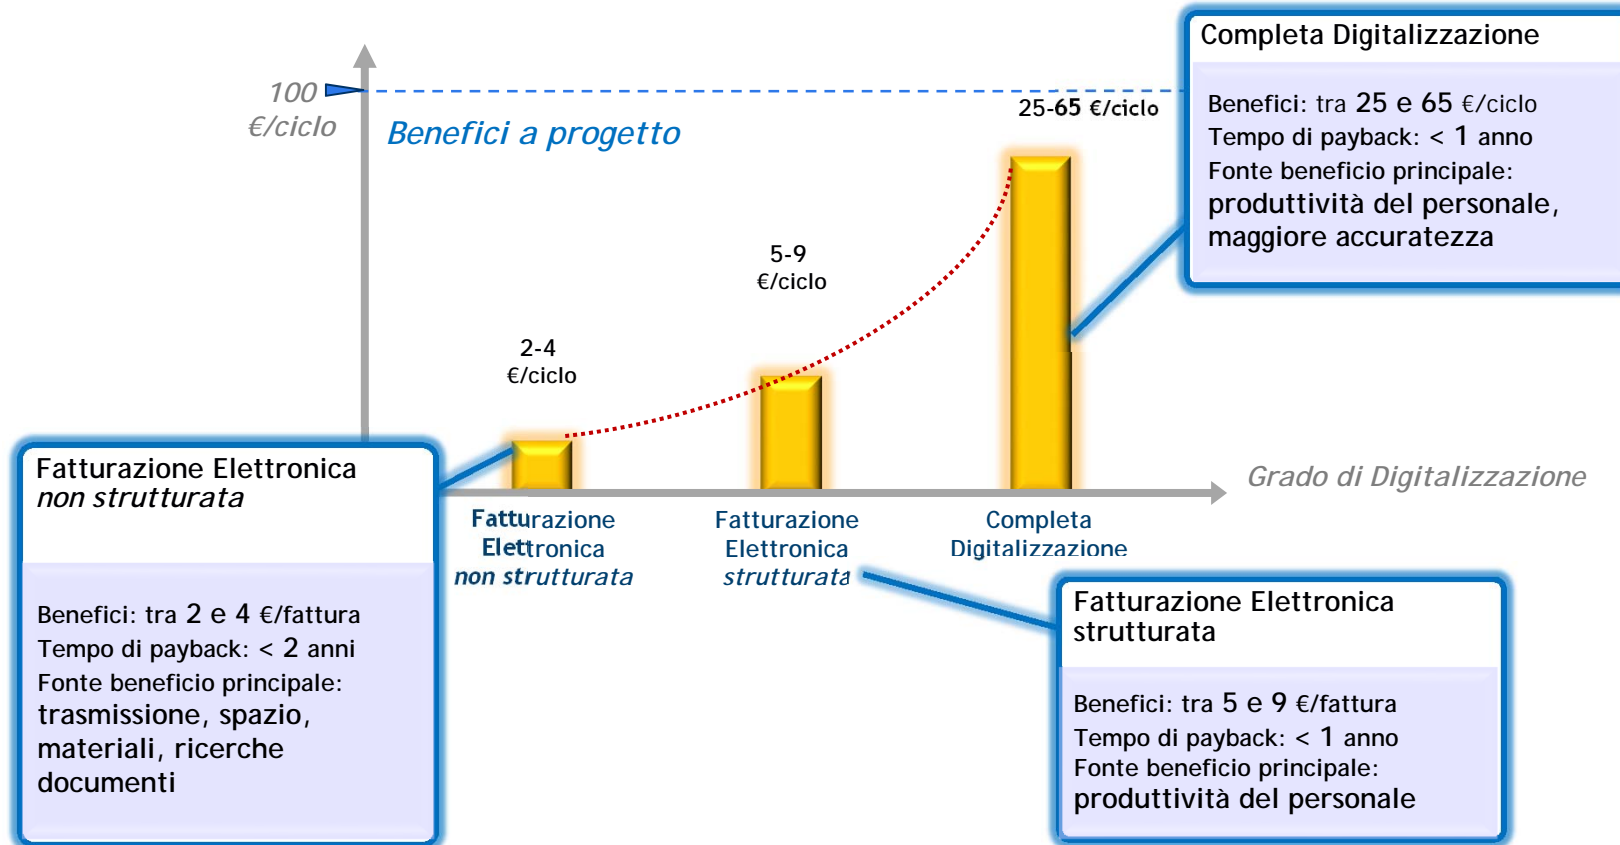 Completa Digitalizzazione
Benefici: tra 25 e 65 €/ciclo
Tempo di payback: < 1 anno
Fonte beneficio principale:
produttività del personale,
maggiore accuratezza
100
€/ciclo
Benefici a progetto
25-65 €/ciclo
5-9
€/ciclo
2-4
€/ciclo
Grado di Digitalizzazione
Fatturazione
Elettronica
non strutturata
Fatturazione
Elettronica
strutturata
Completa
Digitalizzazione
Fatturazione Elettronica
non strutturata
Benefici: tra 2 e 4 €/fattura
Tempo di payback: < 2 anni
Fonte beneficio principale:
trasmissione, spazio,
materiali, ricerche
documenti
Fatturazione Elettronica
strutturata
Benefici: tra 5 e 9 €/fattura
Tempo di payback: < 1 anno
Fonte beneficio principale:
produttività del personale